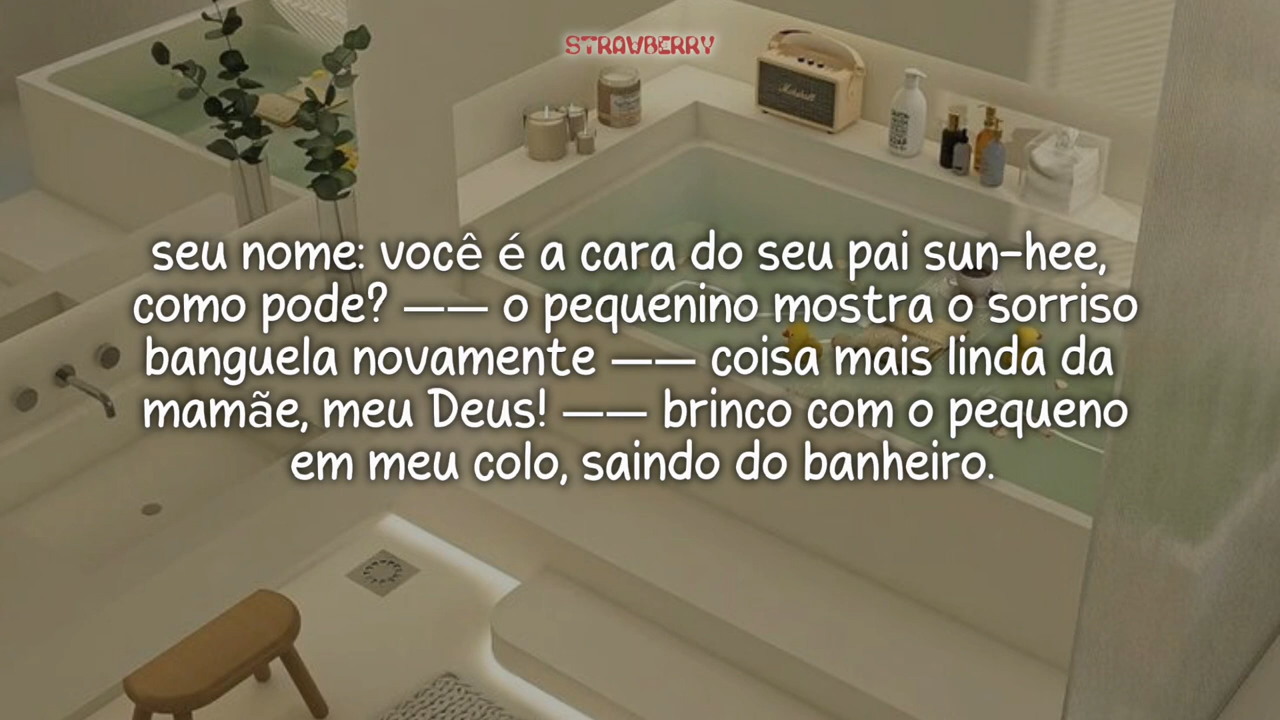 STRAWBERRY
Marshall
seu nome: você é a cara do seu pai sun-hee,
como pode? —— o pequenino mostra o sorriso
banguela novamente —— coisa mais linda da
mamãe, meu Deus! —— brinco com o pequeno
em meu colo, saindo do banheiro.